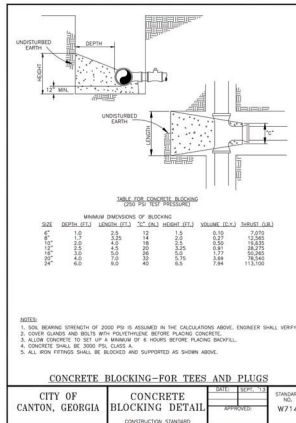 DEPTH
UNDISTURBED
EARTH
HEIGHT
12" MIN.
UNDISTURBED
EARTH
LENGTH
"C"
TABLE FOR CONCRETE BLOCKING
(250 PSI TEST PRESSURE)
MINIMUM DIMENSIONS OF BLOCKING
SIZE DEPTH (FT.) LENGTH (FT.) "C" (IN.) HEIGHT (FT.) VOLUME (C.Y.) THRUST (LB.)
6" 1.0 2.5 12 1.5 0.10 7,070
8" 1.7 3.25 14 2.0 0.27 12,565
10" 2.0 4.0 18 2.5 0.50 19,635
12" 2.5 4.5 20 3.25 0.91 28,275
16" 3.0 5.0 26 5.0 1.77 50,265
20" 4.0 7.0 32 5.75 3.69 78,540
24" 6.0 9.0 40 6.5 7.94 113,100
NOTES:
1. SOIL BEARING STRENGTH OF 2000 PSI IS ASSUMED IN THE CALCULATIONS ABOVE. ENGINEER SHALL VERIFY
2. COVER GLANDS AND BOLTS WITH POLYETHYLENE BEFORE PLACING CONCRETE.
3. ALLOW CONCRETE TO SET UP A MINIMUM OF 6 HOURS BEFORE PLACING BACKFILL.
4. CONCRETE SHALL BE 3000 PSI, CLASS A.
5. ALL IRON FITTINGS SHALL BE BLOCKED AND SUPPORTED AS SHOWN ABOVE.
CONCRETE BLOCKING-FOR TEES AND PLUGS
CITY OF
CANTON, GEORGIA
CONCRETE
BLOCKING DETAIL
CONSTRUCTION STANDARD
DATE: SEPT. '13
APPROVED:
STANDARD
NO.
W714